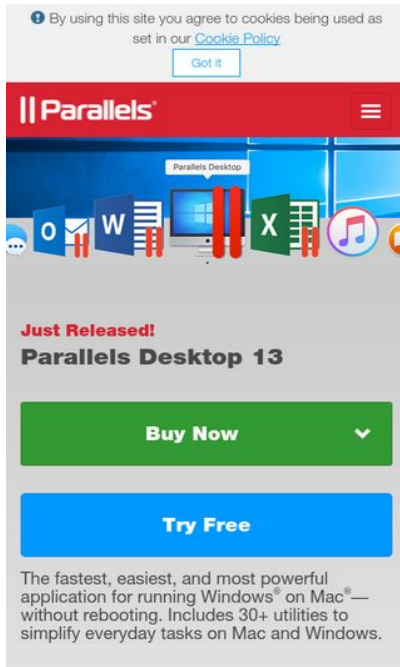 By using this site you agree to cookies being used as
set in our Cookie Policy
Got it
Parallels®
Parallels Desktop
O
W
X
Just Released!
Parallels Desktop 13
Buy Now
Try Free
The fastest, easiest, and most powerful
application for running Windows® on Mac®—
without rebooting. Includes 30+ utilities to
simplify everyday tasks on Mac and Windows.